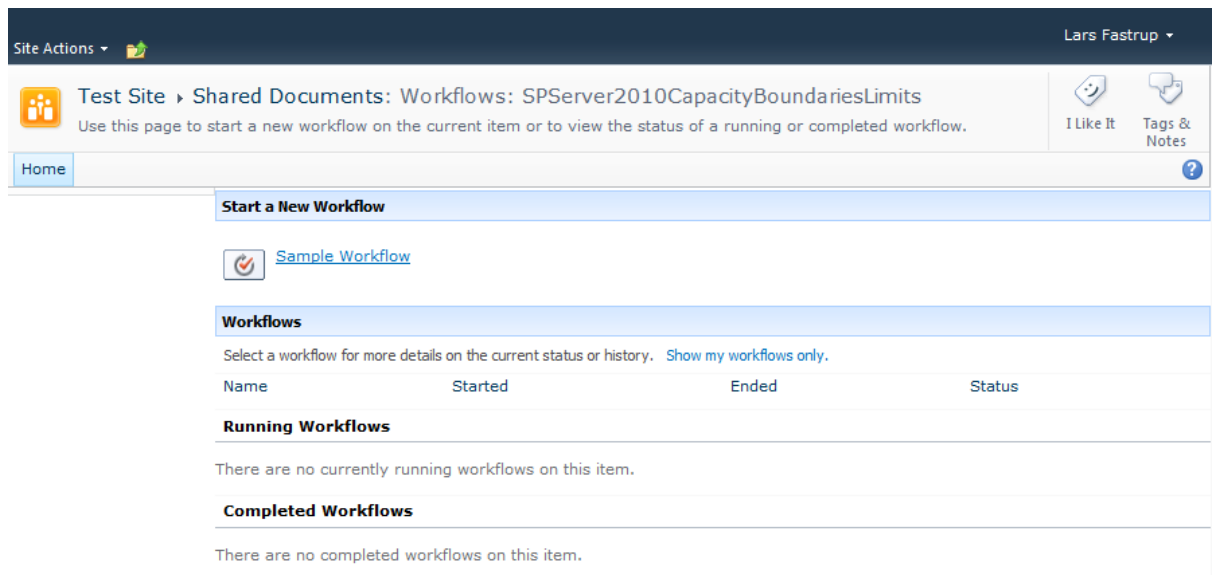 Lars Fastrup
Site Actions
Test Site ▸ Shared Documents: Workflows: SPServer2010CapacityBoundariesLimits
Use this page to start a new workflow on the current item or to view the status of a running or completed workflow.
I Like It
Tags &
Notes
Home
Start a New Workflow
Sample Workflow
Workflows
Select a workflow for more details on the current status or history. Show my workflows only.
Name Started Ended Status
Running Workflows
There are no currently running workflows on this item.
Completed Workflows
There are no completed workflows on this item.